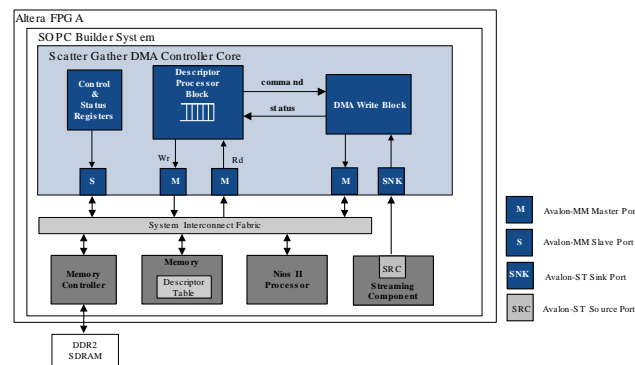 Altera FPGA
SOPC Builder System
Scatter Gather DMA Controller Core
Control
&
Status
Registers
Descriptor
Processor
Block
command
status
DMA Write Block
Wr
Rd
S
M
M
M
SNK
System Interconnect Fabric
Memory
Controller
Memory
Descriptor
Table
Nios II
Processor
SRC
Streaming
Component
DDR2
SDRAM
M
Avalon-MM Master Port
S
Avalon-MM Slave Port
SNK
Avalon-ST Sink Port
SRC
Avalon-ST Source Port